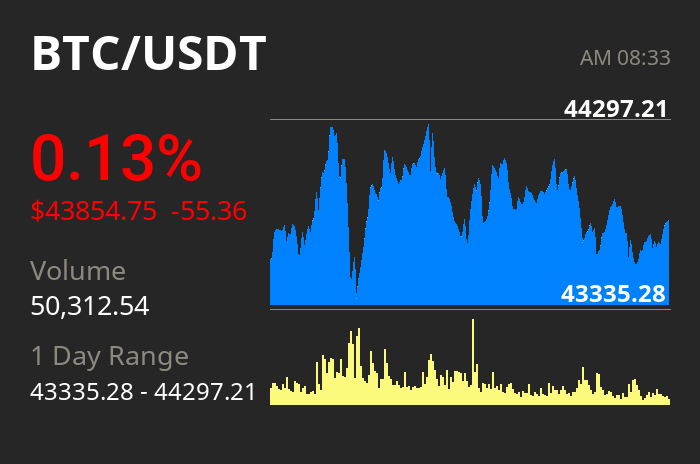 BTC/USDT
AM 08:33
44297.21
0.13%
$43854.75 -55.36
Volume
50,312.54
43335.28
1 Day Range
43335.28 - 44297.21